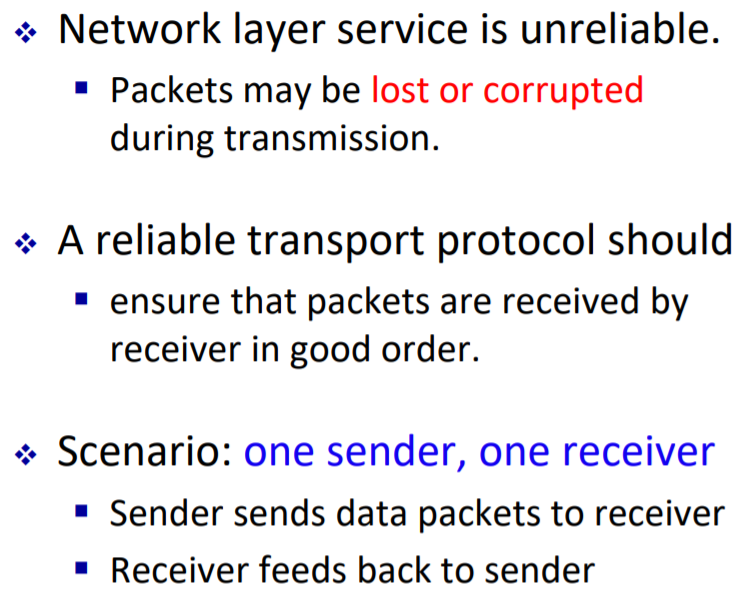 ❖ Network layer service is unreliable.
▪ Packets may be lost or corrupted
during transmission.
❖ A reliable transport protocol should
▪ ensure that packets are received by
receiver in good order.
❖ Scenario: one sender, one receiver
▪ Sender sends data packets to receiver
▪ Receiver feeds back to sender